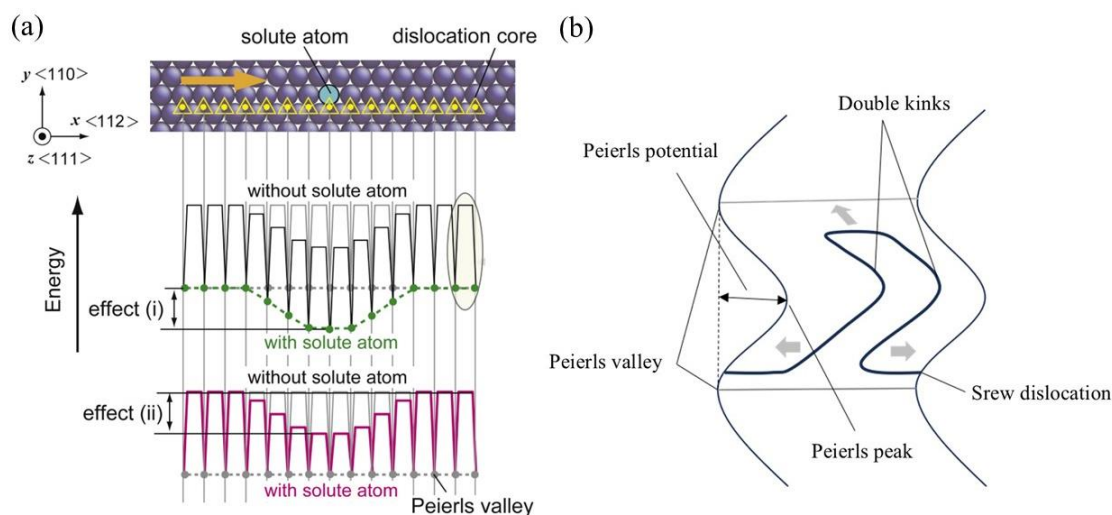 (a)
solute atom
dislocation core
y <110>
x <112>
z <111>
without solute atom
Energy
effect (i)
with solute atom
without solute atom
effect (ii)
with solute atom
Peierls valley
(b)
Double kinks
Peierls potential
Peierls valley
Srew dislocation
Peierls peak